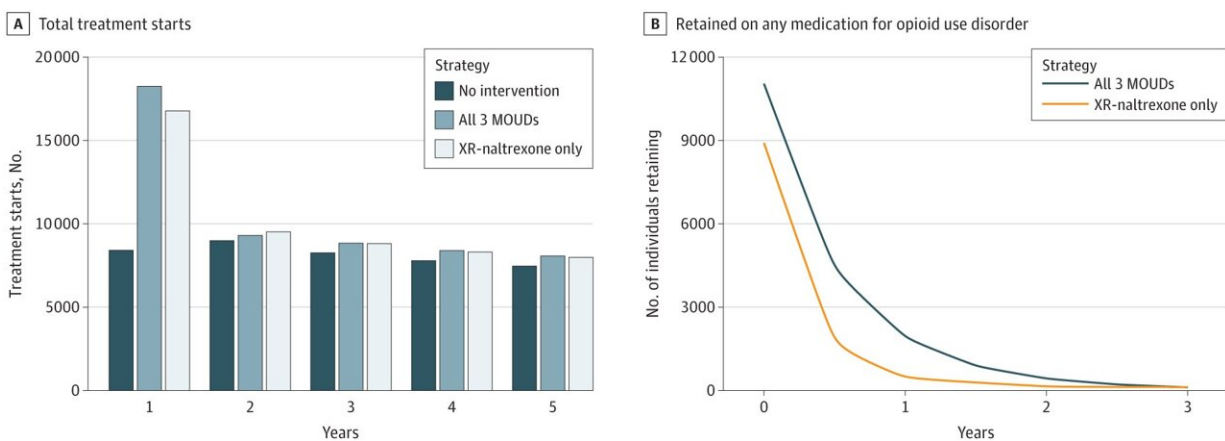 A Total treatment starts
20000
15000
10000
5000
0
Treatment starts, No.
Strategy
No intervention
All 3 MOUDs
XR-naltrexone only
1 2 3 4 5
Years
B Retained on any medication for opioid use disorder
12000
9000
6000
3000
0
No. of individuals retaining
Strategy
All 3 MOUDs
XR-naltrexone only
0 1 2 3
Years